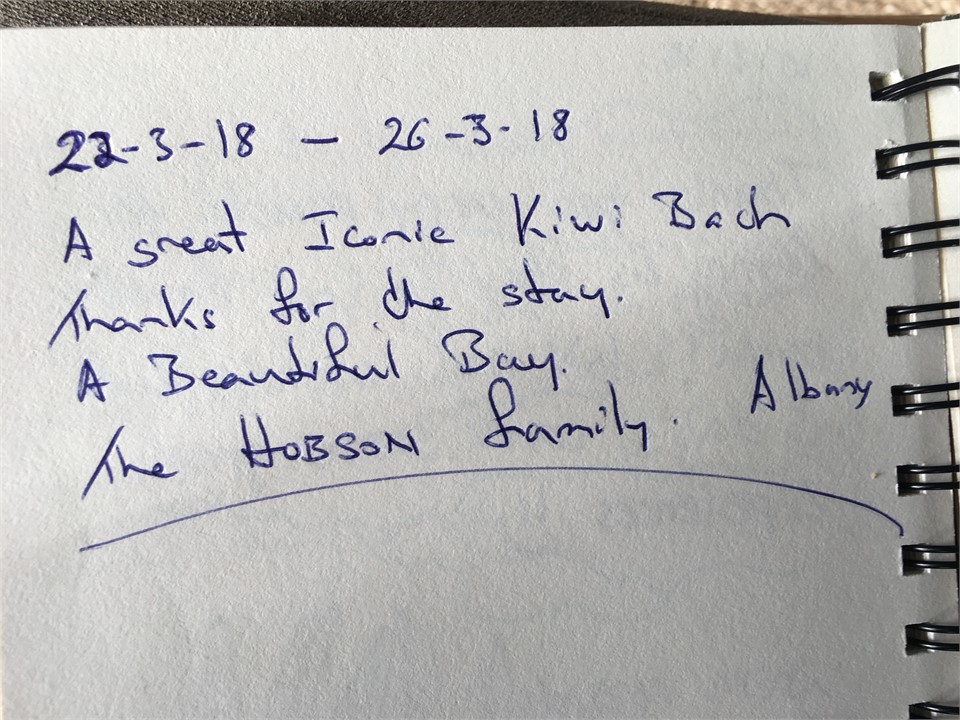 22-3-18 - 26-3-18
A great Iconic Kiwi Bach
Thanks for the stay.
A Beautiful Bay.
The HOBSON family. Albany